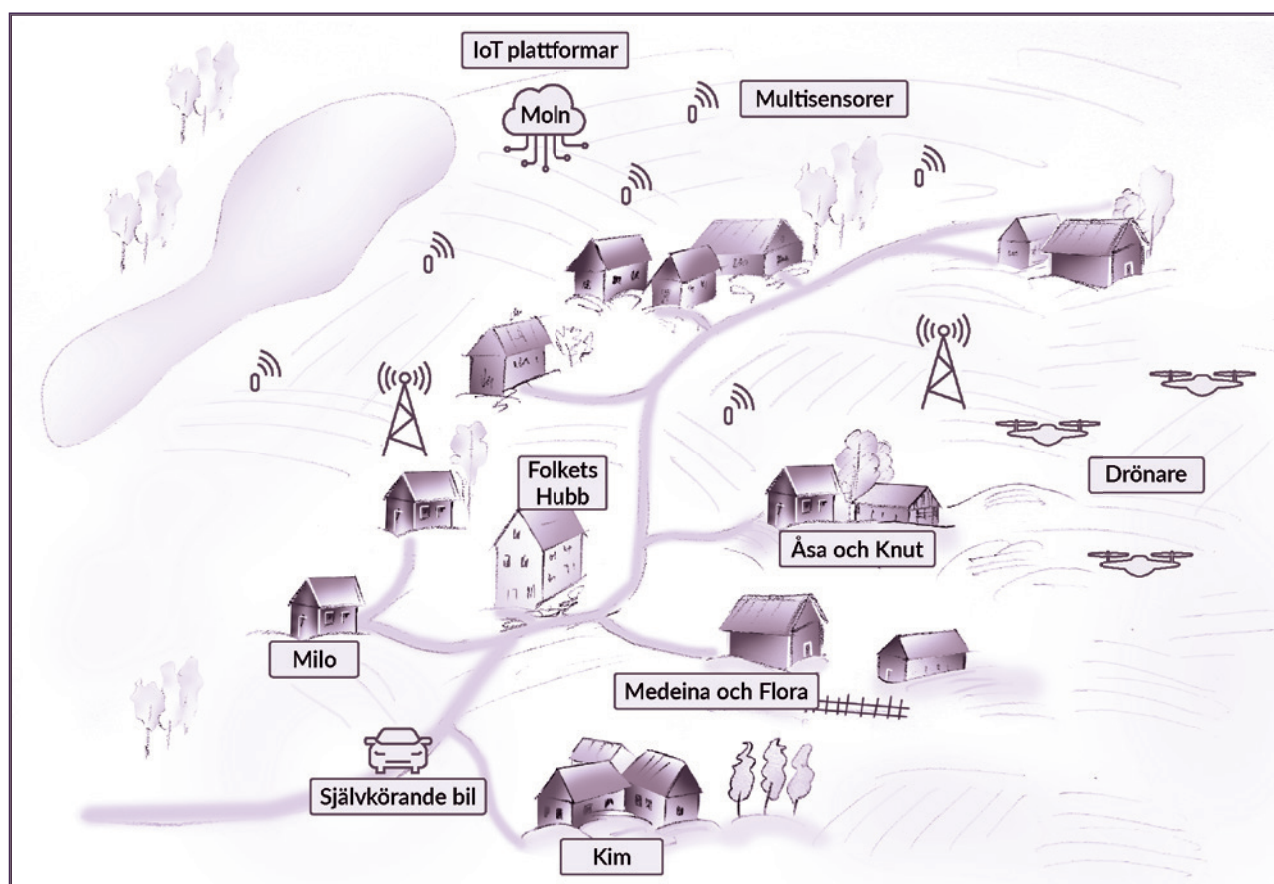 IoT plattformar
Moln
Multisensorer
Folkets
Hubb
Drönare
Åsa och Knut
Milo
Medeina och Flora
Självkörande bil
Kim